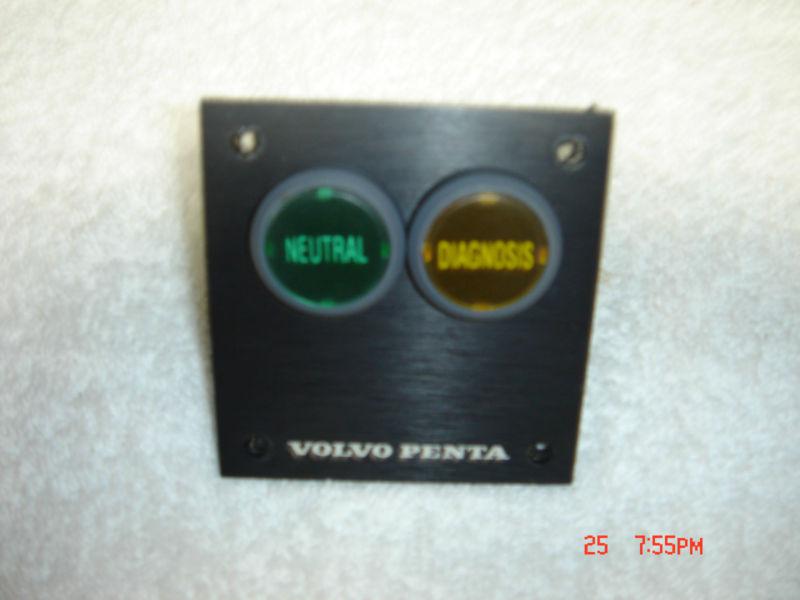 NEUTRAL DIAGNOSIS
VOLVO PENTA
25 7:55PM